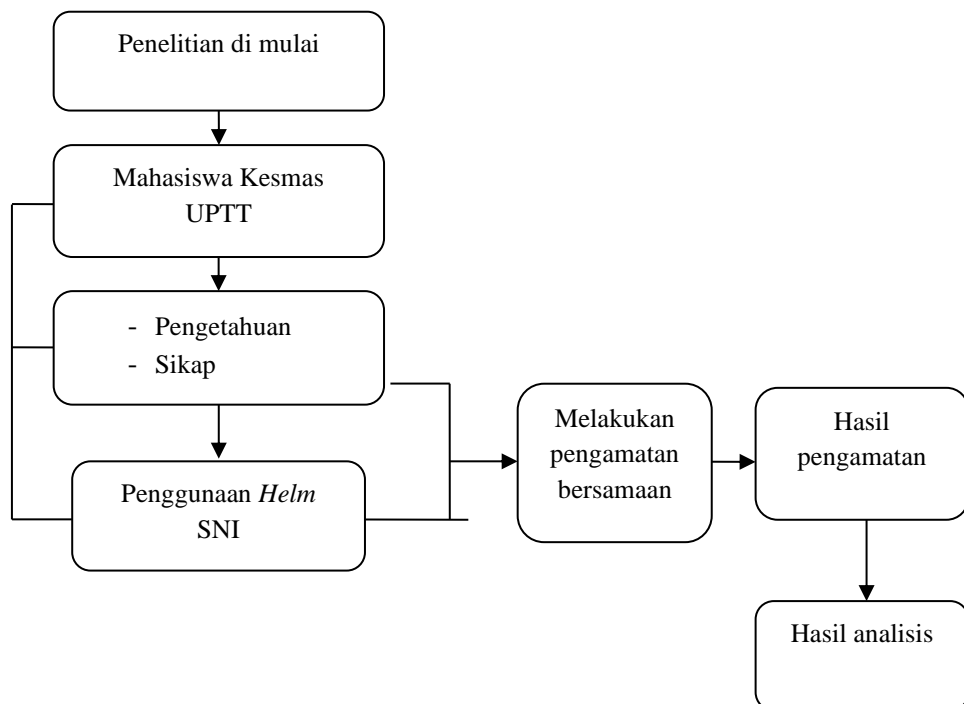 Penelitian di mulai
Mahasiswa Kesmas
UPTT
- Pengetahuan
- Sikap
Penggunaan Helm
SNI
Melakukan
pengamatan
bersamaan
Hasil
pengamatan
Hasil analisis